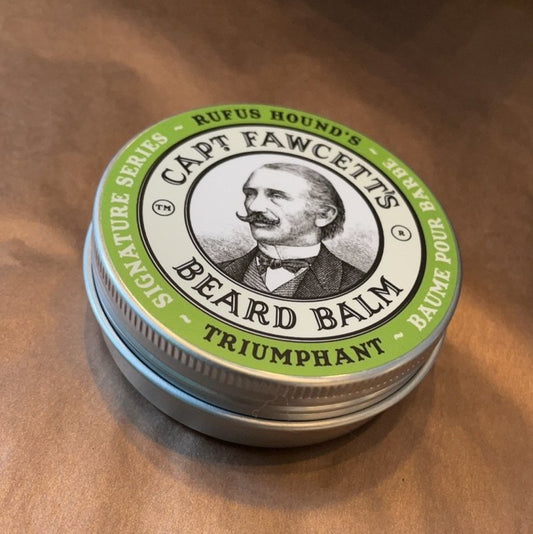 RUFUS HOUND'S
SIGNATURE SERIES ~
~ BAUME POUR BARBE ~
~ TRIUMPHANT
CAPT FAWCETT'S
TM
R
BEARD BALM